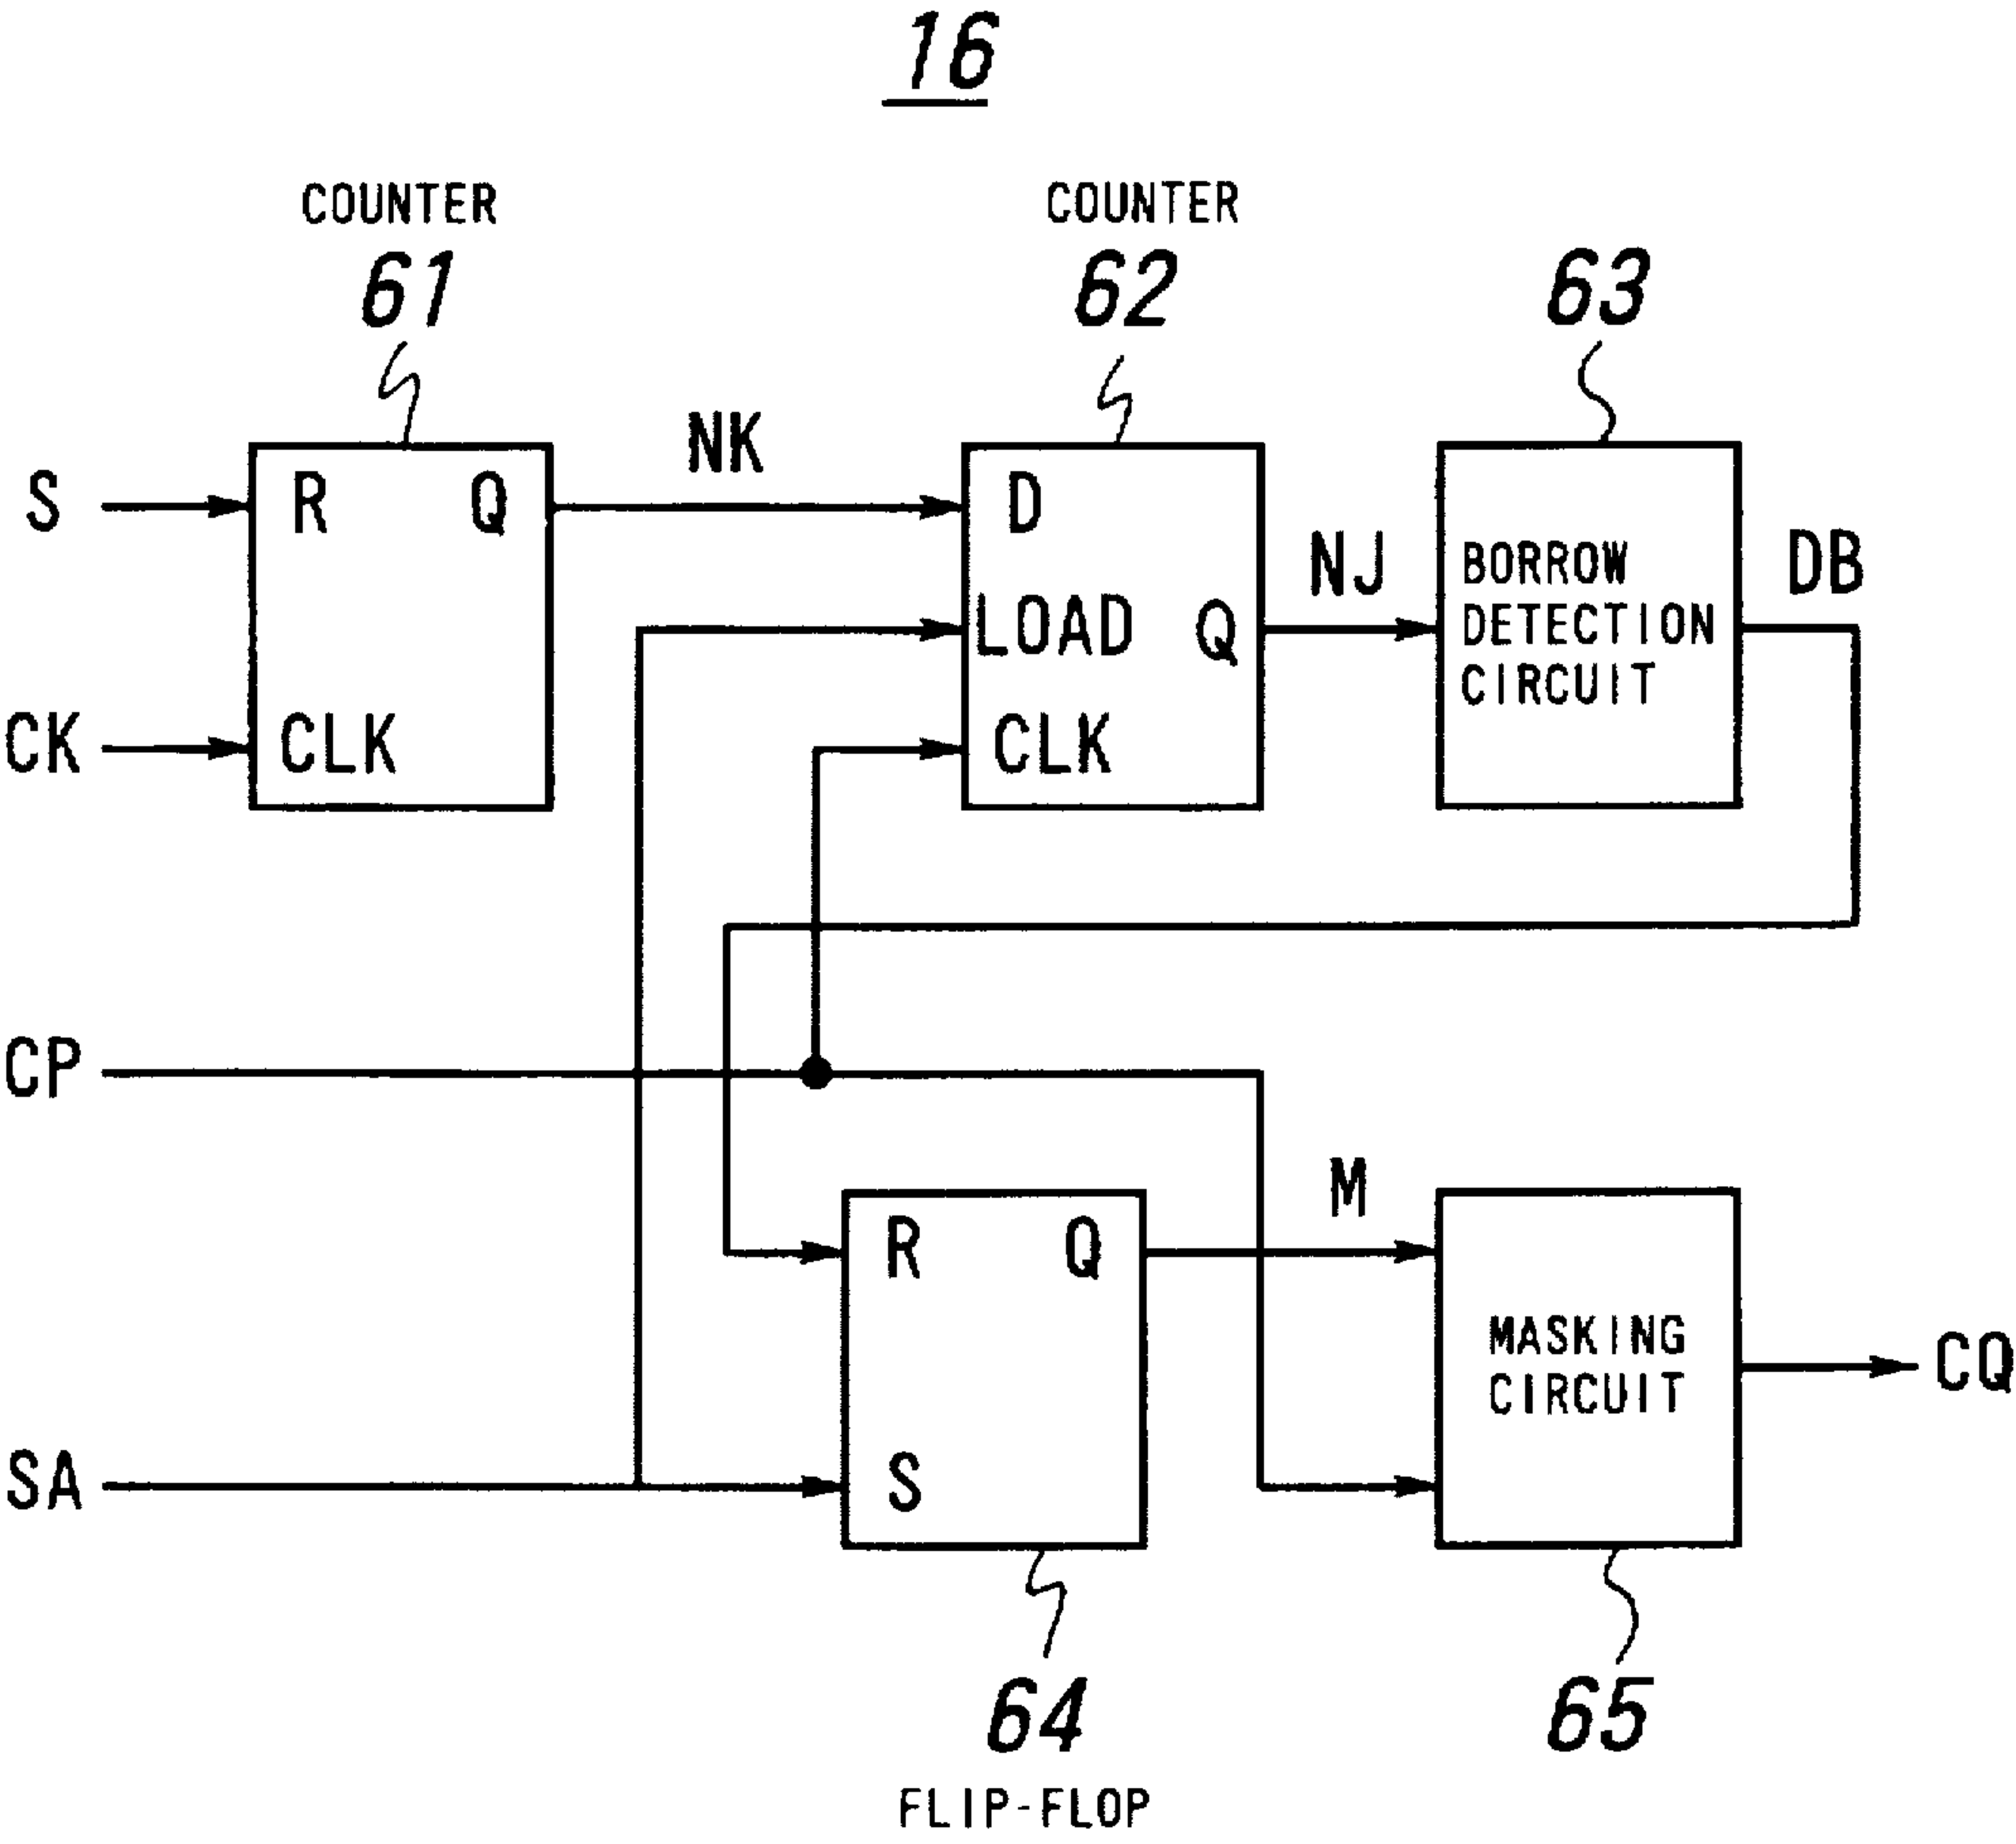 16
COUNTER
61
COUNTER
62
63
S
R Q
NK
D
LOAD
Q
NJ
BORROW
DETECTION
CIRCUIT
DB
CK
CLK
CLK
CP
R Q
M
MASKING
CIRCUIT
CQ
SA
S
64
FLIP-FLOP
65